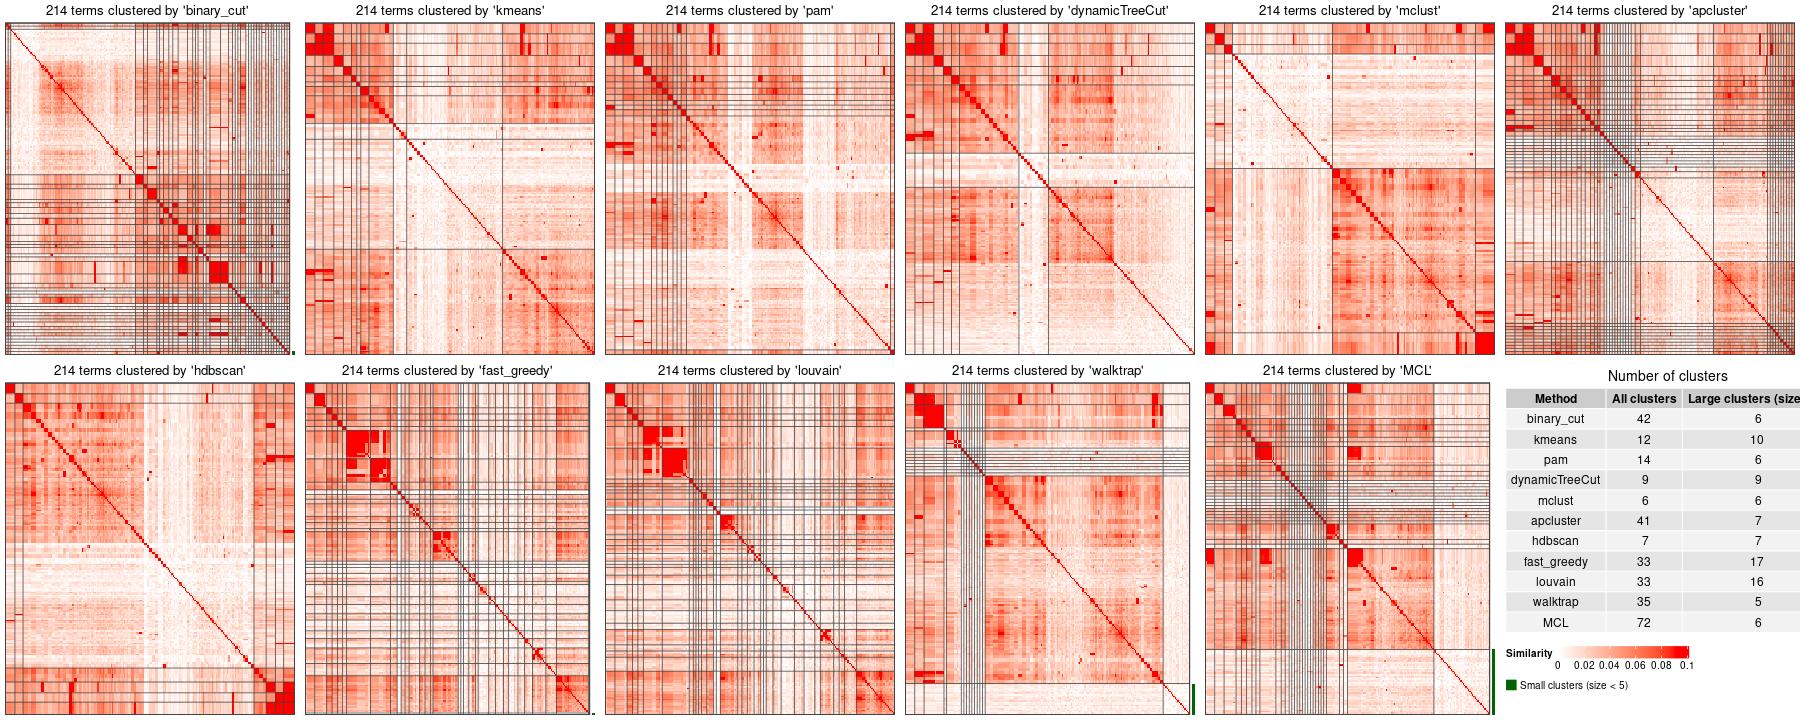 214 terms clustered by 'binary_cut'
214 terms clustered by 'kmeans'
214 terms clustered by 'pam'
214 terms clustered by 'dynamicTreeCut'
214 terms clustered by 'mclust'
214 terms clustered by 'apcluster'
214 terms clustered by 'hdbscan'
214 terms clustered by 'fast_greedy'
214 terms clustered by 'louvain'
214 terms clustered by 'walktrap'
214 terms clustered by 'MCL'
Number of clusters
Method All clusters Large clusters (size
binary_cut 42 6
kmeans 12 10
pam 14 6
dynamicTreeCut 9 9
mclust 6 6
apcluster 41 7
hdbscan 7 7
fast_greedy 33 17
louvain 33 16
walktrap 35 5
MCL 72 6
Similarity
0 0.02 0.04 0.06 0.08 0.1
Small clusters (size < 5)